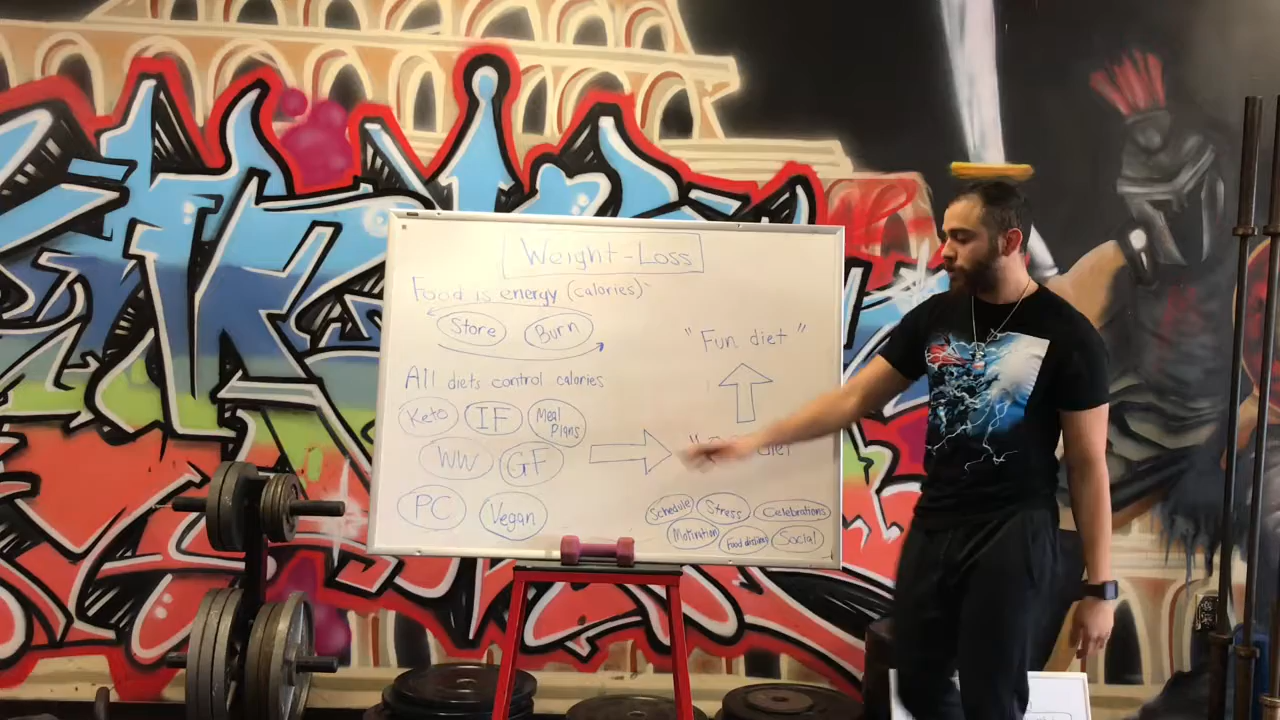 Weight-Loss
Food is energy (calories)
Store Burn
All diets control calories
Keto IF Meal Plans
WW GF
PC Vegan
"Fun diet"
diet
Schedule Stress Celebrations
Motivation Food Social